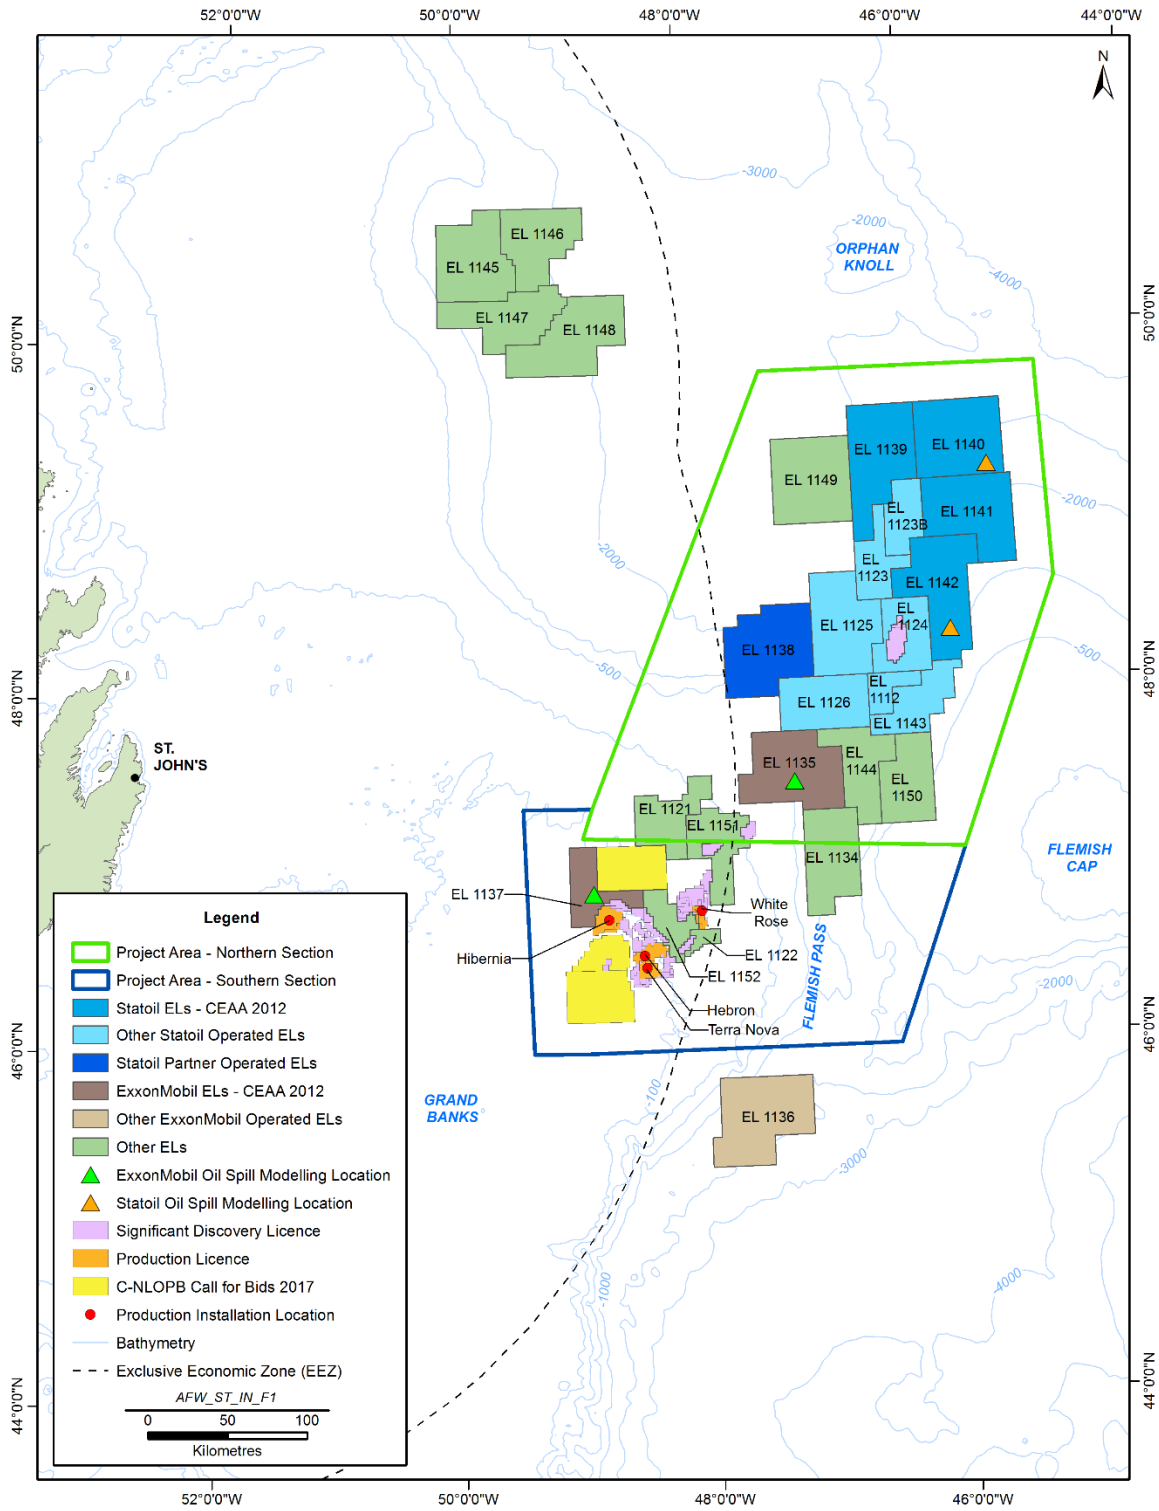 52°0'0"W
50°0'0"W
48°0'0"W
46°0'0"W
44°0'0"W
N
-3000
-2000
ORPHAN
KNOLL
-4000
EL 1146
EL 1145
EL 1147
EL 1148
50°0'0"N
50°0'0"N
EL 1139
EL 1140
EL 1149
-2000
EL
1123B
EL 1141
-2000
EL
1123
EL 1142
EL
1124
EL 1125
EL 1138
-500
-500
48°0'0"N
48°0'0"N
EL
1112
EL 1126
EL 1143
ST.
JOHN'S
EL 1135
EL
1144
EL
1150
EL 1121
EL 1151
EL 1134
FLEMISH
CAP
EL 1137
White
Rose
Hibernia
EL 1122
EL 1152
FLEMISH PASS
-2000
Hebron
Terra Nova
46°0'0"N
46°0'0"N
-100
GRAND
BANKS
EL 1136
-3000
-1000
-4000
44°0'0"N
44°0'0"N
Legend
Project Area - Northern Section
Project Area - Southern Section
Statoil ELs - CEAA 2012
Other Statoil Operated ELs
Statoil Partner Operated ELs
ExxonMobil ELs - CEAA 2012
Other ExxonMobil Operated ELs
Other ELs
ExxonMobil Oil Spill Modelling Location
Statoil Oil Spill Modelling Location
Significant Discovery Licence
Production Licence
C-NLOPB Call for Bids 2017
Production Installation Location
Bathymetry
Exclusive Economic Zone (EEZ)
AFW_ST_IN_F1
0 50 100
Kilometres
52°0'0"W
50°0'0"W
48°0'0"W
46°0'0"W